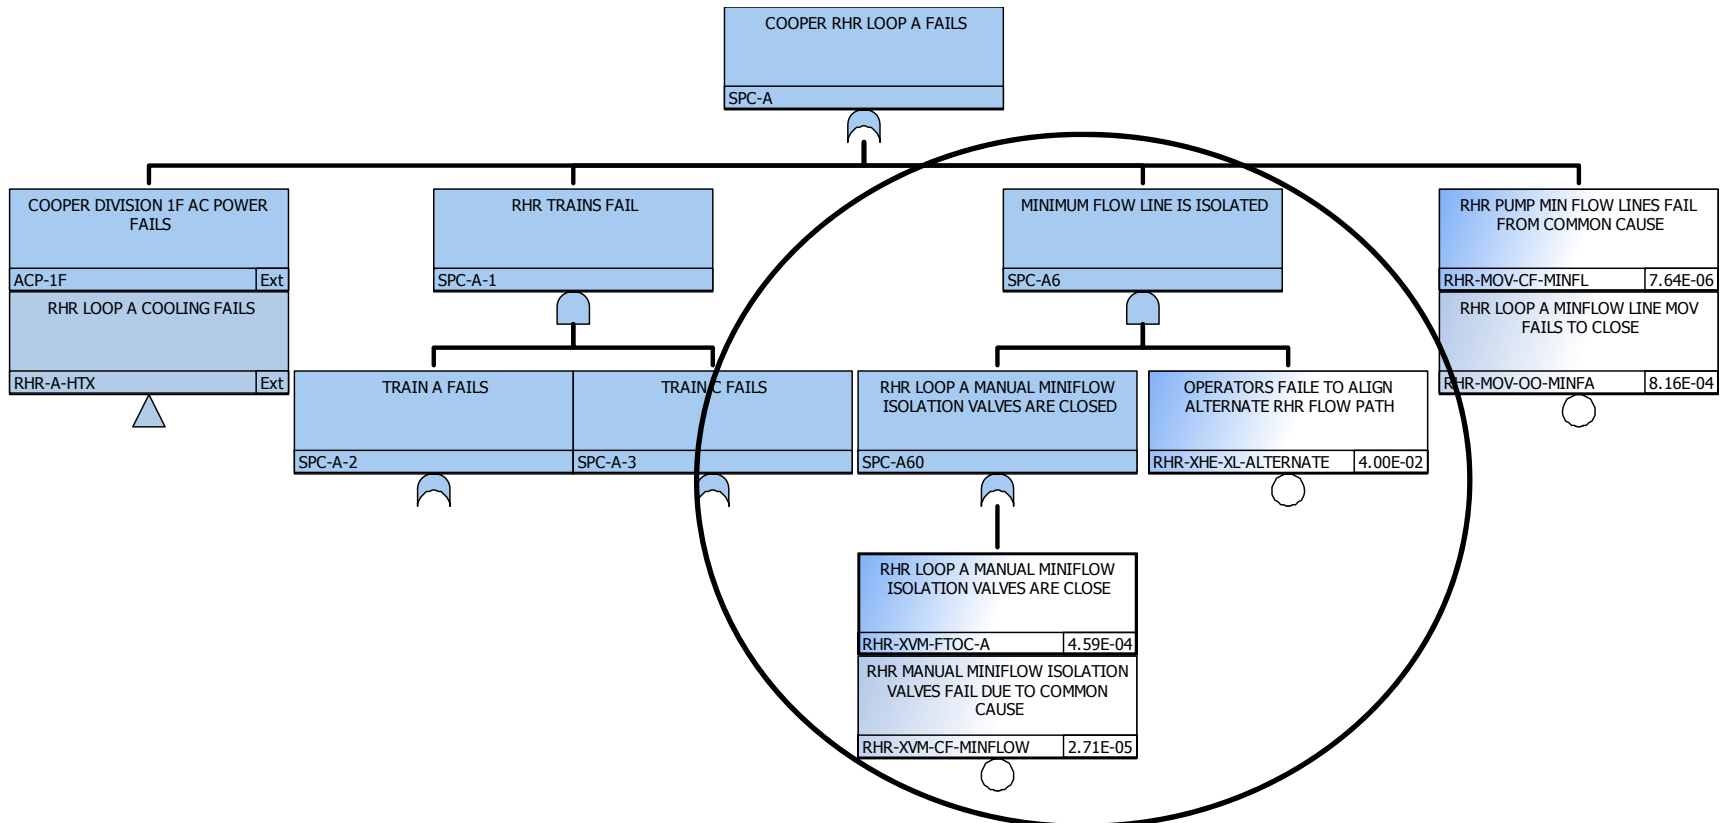 COOPER RHR LOOP A FAILS
SPC-A
COOPER DIVISION 1F AC POWER
FAILS
ACP-1F
Ext
RHR LOOP A COOLING FAILS
RHR-A-HTX
Ext
RHR TRAINS FAIL
SPC-A-1
TRAIN A FAILS
SPC-A-2
TRAIN C FAILS
SPC-A-3
MINIMUM FLOW LINE IS ISOLATED
SPC-A6
RHR LOOP A MANUAL MINIFLOW
ISOLATION VALVES ARE CLOSED
SPC-A60
OPERATORS FAILE TO ALIGN
ALTERNATE RHR FLOW PATH
RHR-XHE-XL-ALTERNATE
4.00E-02
RHR LOOP A MANUAL MINIFLOW
ISOLATION VALVES ARE CLOSE
RHR-XVM-FTOC-A
4.59E-04
RHR MANUAL MINIFLOW ISOLATION
VALVES FAIL DUE TO COMMON
CAUSE
RHR-XVM-CF-MINFLOW
2.71E-05
RHR PUMP MIN FLOW LINES FAIL
FROM COMMON CAUSE
RHR-MOV-CF-MINFL
7.64E-06
RHR LOOP A MINFLOW LINE MOV
FAILS TO CLOSE
RHR-MOV-OO-MINFA
8.16E-04